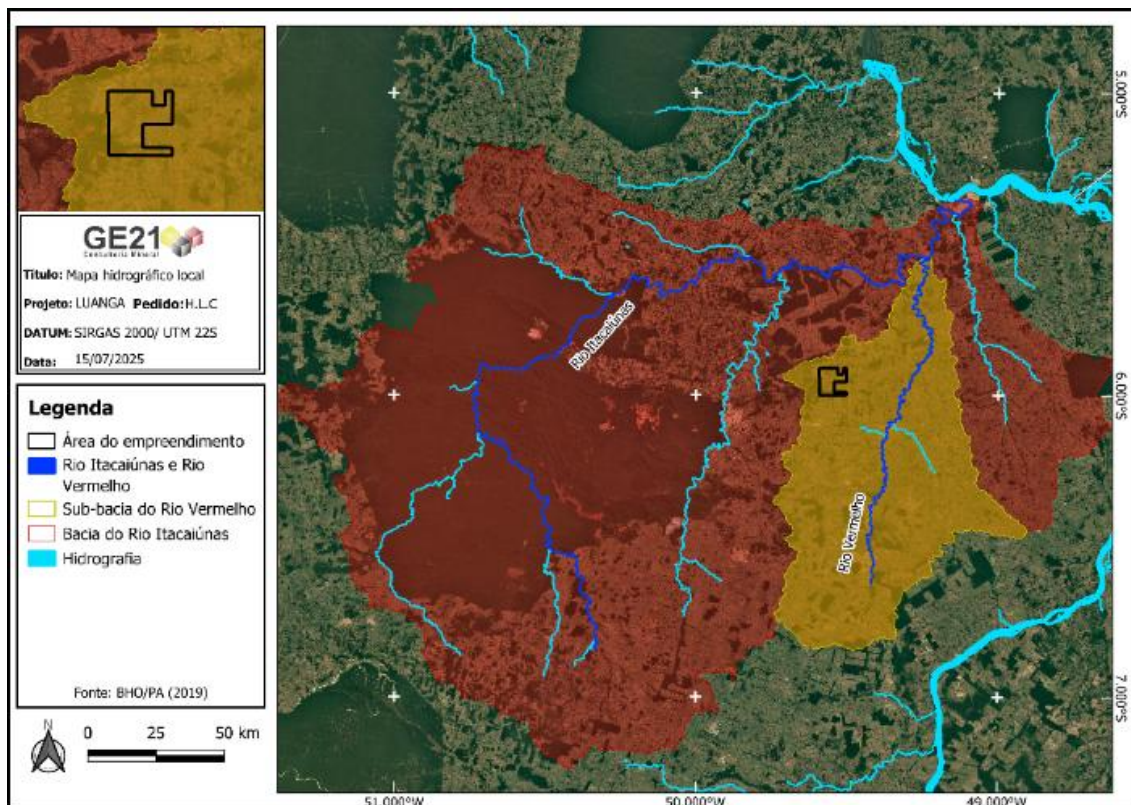 GE21
Consultoria Mineral
Título: Mapa hidrográfico local
Projeto: LUANGA Pedido: H.L.C
DATUM: SIRGAS 2000/ UTM 22S
Data: 15/07/2025
Legenda
Área do empreendimento
Rio Itacaiúnas e Rio
Vermelho
Sub-bacia do Rio Vermelho
Bacia do Rio Itacaiúnas
Hidrografia
Fonte: BHO/PA (2019)
N
0 25 50 km
Rio Itacaiúnas
Rio Vermelho
5.000°S
6.000°S
7.000°S
51.000°W 50.000°W 49.000°W